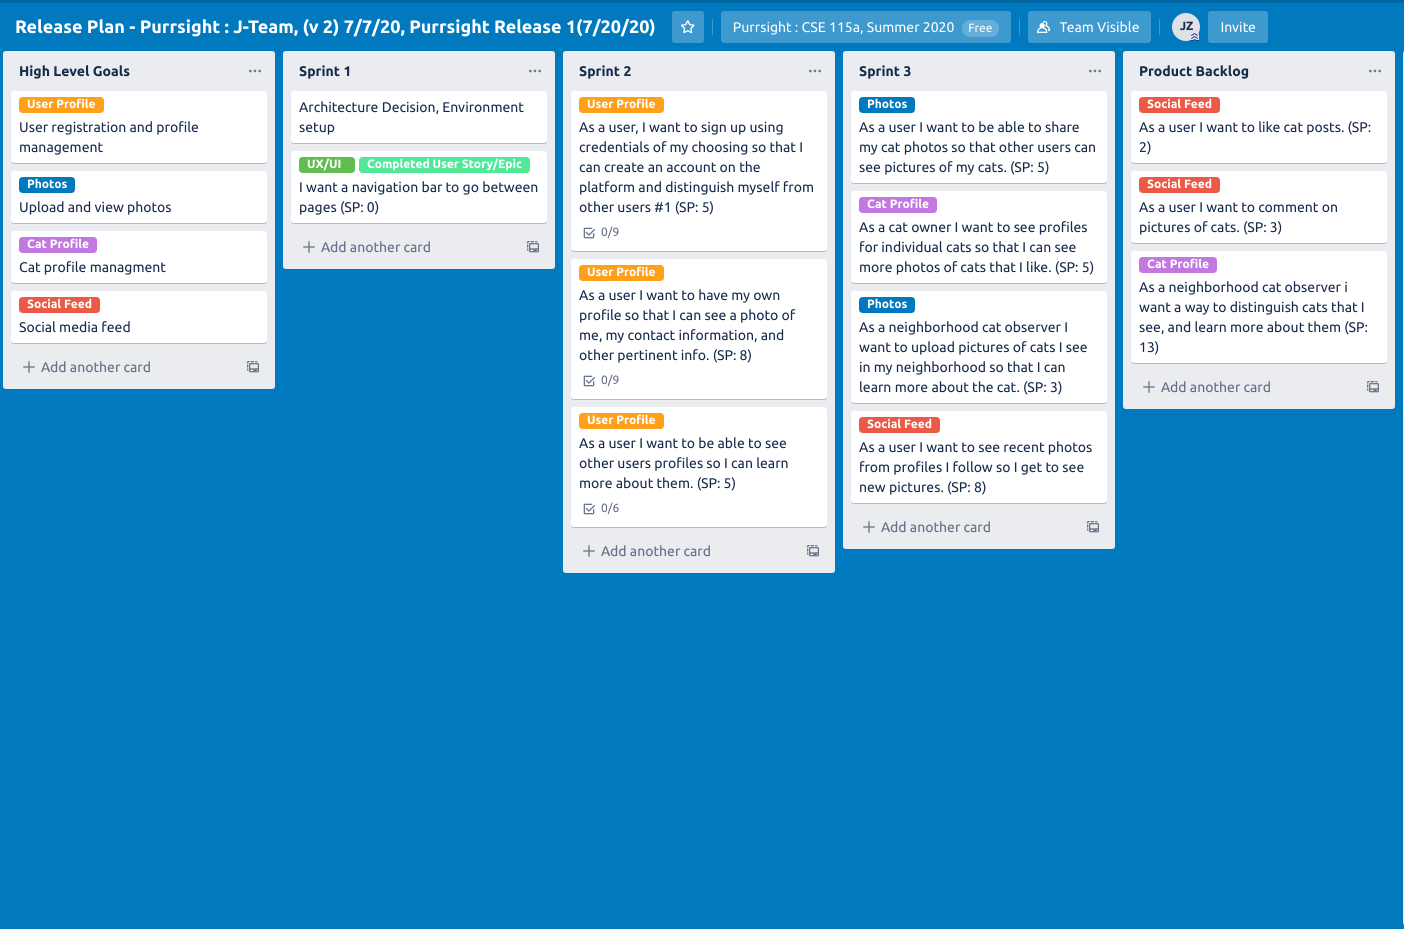 Release Plan - Purrsight : J-Team, (v 2) 7/7/20, Purrsight Release 1(7/20/20)
Purrsight : CSE 115a, Summer 2020 Free
Team Visible
JZ
Invite
High Level Goals
User Profile
User registration and profile
management
Photos
Upload and view photos
Cat Profile
Cat profile managment
Social Feed
Social media feed
Add another card
Sprint 1
Architecture Decision, Environment
setup
UX/UI Completed User Story/Epic
I want a navigation bar to go between
pages (SP: 0)
Add another card
Sprint 2
User Profile
As a user, I want to sign up using
credentials of my choosing so that I
can create an account on the
platform and distinguish myself from
other users #1 (SP: 5)
0/9
User Profile
As a user I want to have my own
profile so that I can see a photo of
me, my contact information, and
other pertinent info. (SP: 8)
0/9
User Profile
As a user I want to be able to see
other users profiles so I can learn
more about them. (SP: 5)
0/6
Add another card
Sprint 3
Photos
As a user I want to be able to share
my cat photos so that other users can
see pictures of my cats. (SP: 5)
Cat Profile
As a cat owner I want to see profiles
for individual cats so that I can see
more photos of cats that I like. (SP: 5)
Photos
As a neighborhood cat observer I
want to upload pictures of cats I see
in my neighborhood so that I can
learn more about the cat. (SP: 3)
Social Feed
As a user I want to see recent photos
from profiles I follow so I get to see
new pictures. (SP: 8)
Add another card
Product Backlog
Social Feed
As a user I want to like cat posts. (SP:
2)
Social Feed
As a user I want to comment on
pictures of cats. (SP: 3)
Cat Profile
As a neighborhood cat observer i
want a way to distinguish cats that I
see, and learn more about them (SP:
13)
Add another card